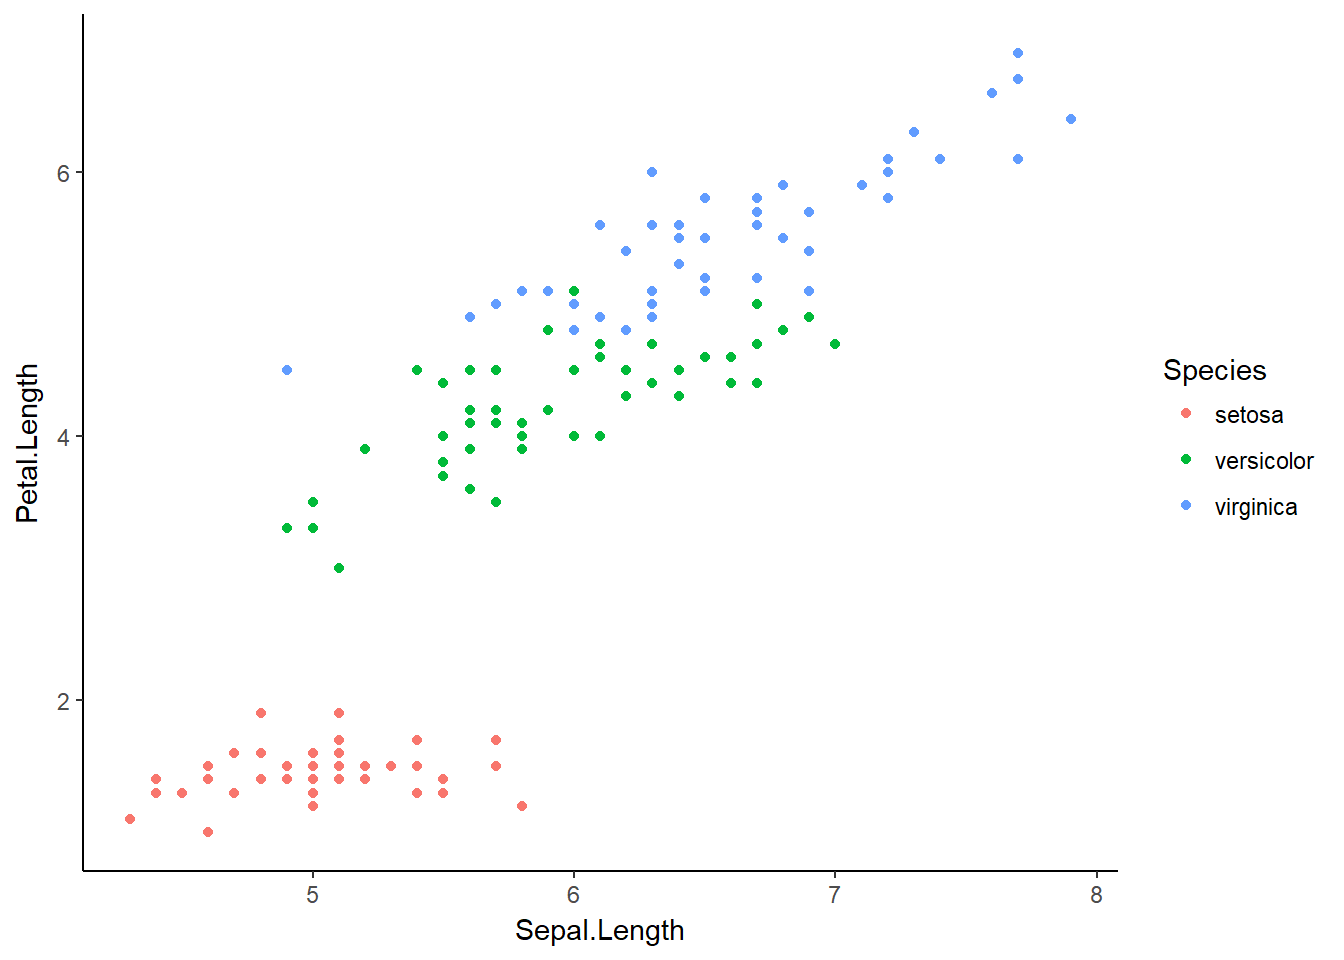 6
4
2
Petal.Length
5 6 7 8
Sepal.Length
Species
setosa
versicolor
virginica